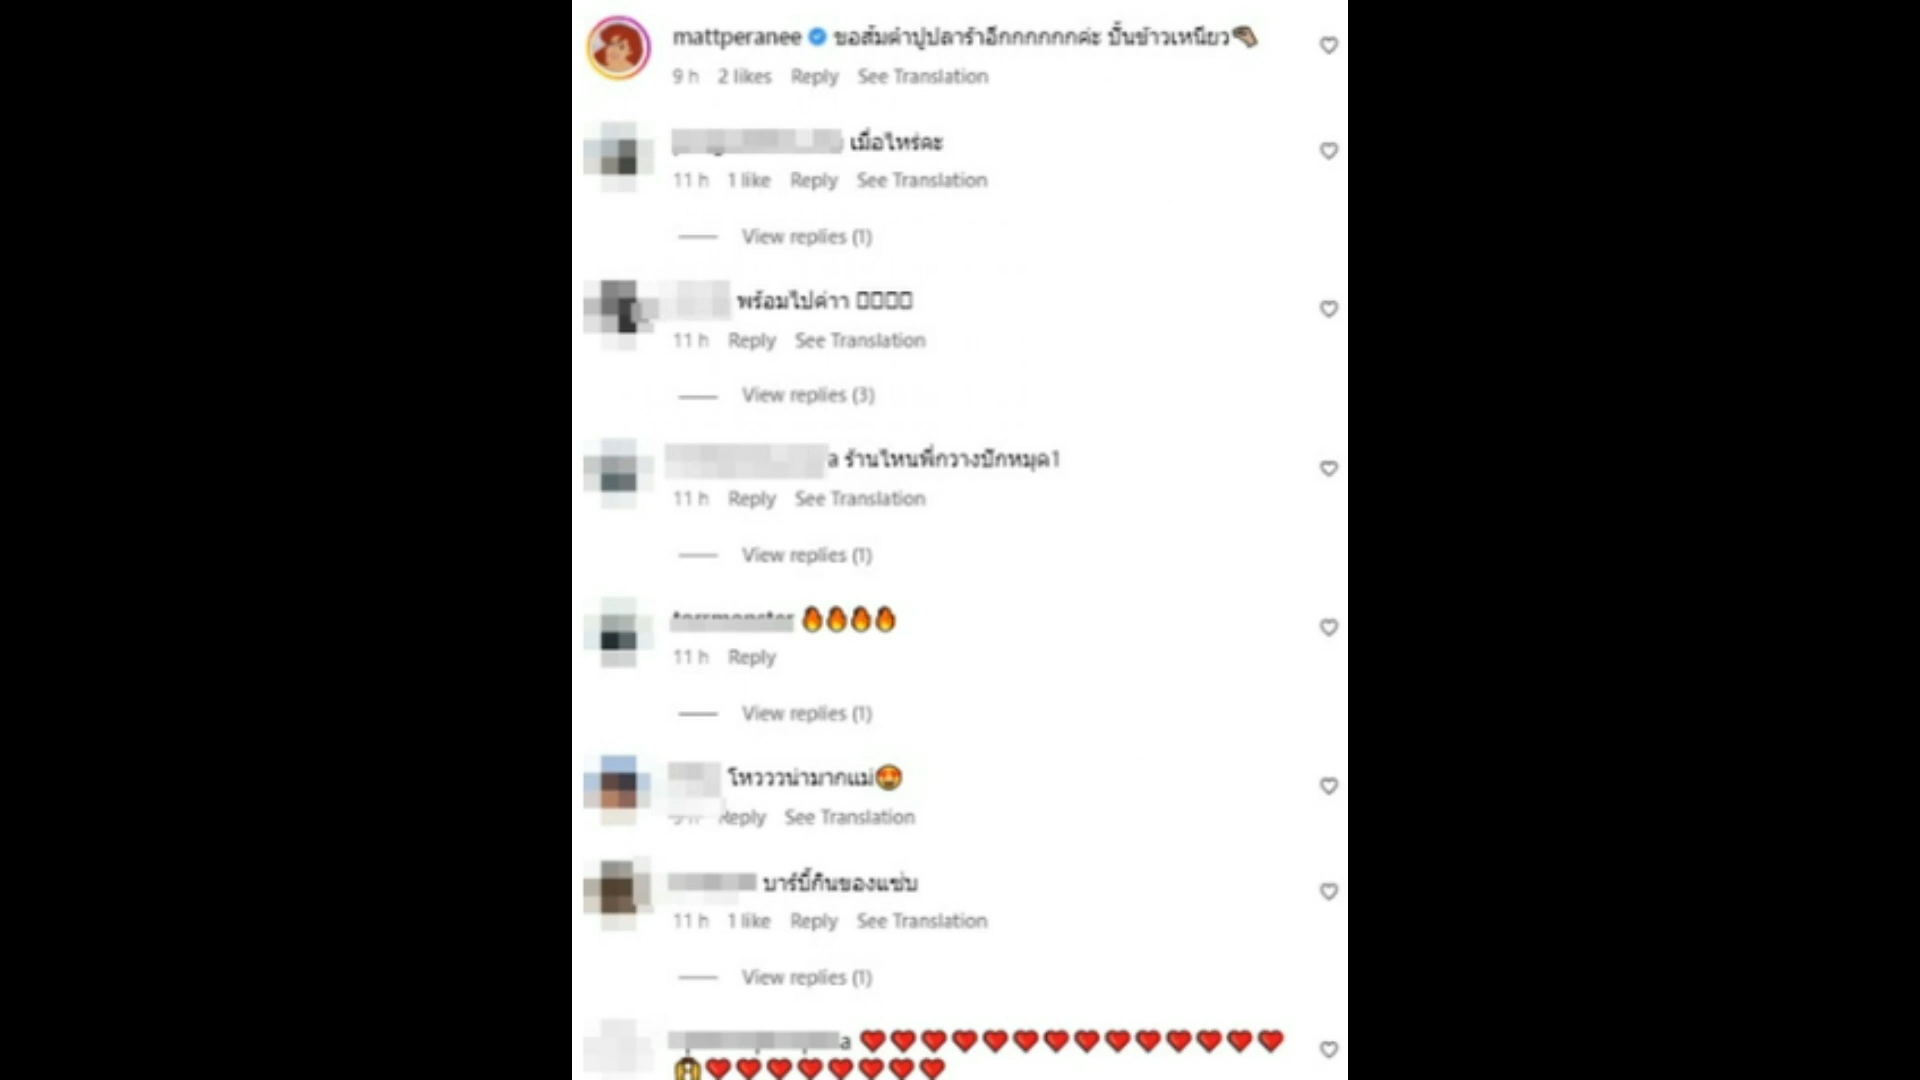 mattperanee ขอส้มตำปูปลาร้าอีกกกกกกค่ะ ปั้นข้าวเหนียว
9 h 2 likes Reply See Translation
เมื่อไหร่คะ
11 h 1 like Reply See Translation
View replies (1)
พร้อมไปค่าา
11 h Reply See Translation
View replies (3)
a ร้านไหนพี่กวางปักหมุด1
11 h Reply See Translation
View replies (1)
🔥🔥🔥🔥
11 h Reply
View replies (1)
โหวววน่ามากแม่😍
Reply See Translation
บาร์บี้กินของแซ่บ
11 h 1 like Reply See Translation
View replies (1)
a ❤❤❤❤❤❤❤❤❤❤❤❤❤❤
❤❤❤❤❤❤❤❤